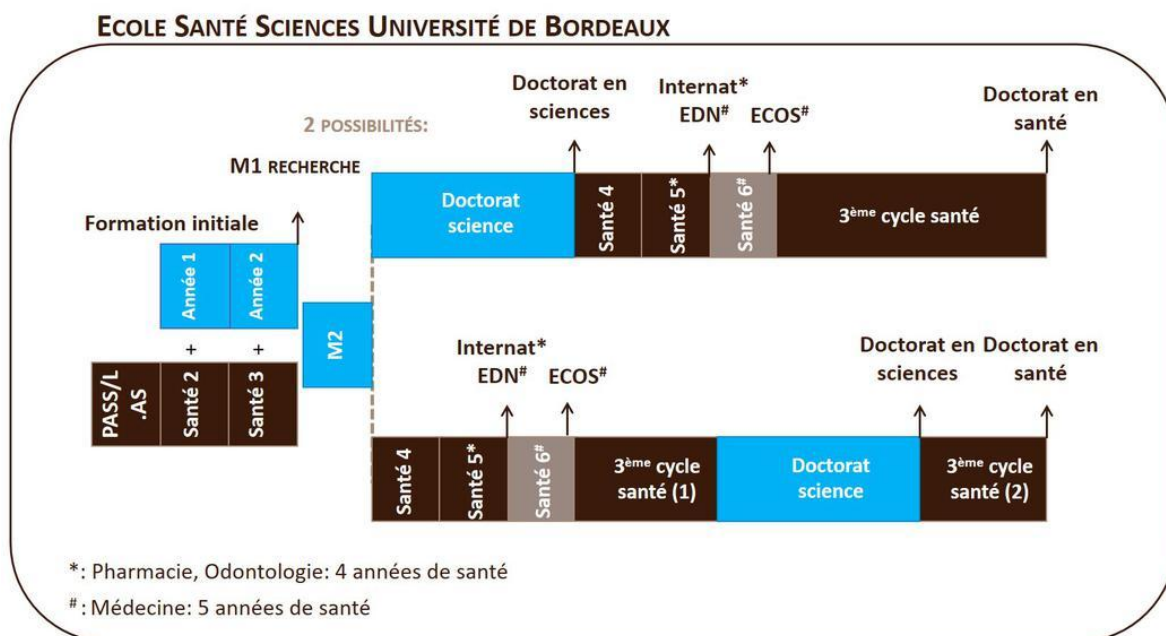 ECOLE SANTÉ SCIENCES UNIVERSITÉ DE BORDEAUX
2 POSSIBILITÉS:
M1 RECHERCHE
Formation initiale
Année 1
Année 2
+
+
PASS/L
.AS
Santé 2
Santé 3
M2
Doctorat en
sciences
Internat*
EDN#
ECOS#
Doctorat en
santé
Doctorat
science
Santé 4
Santé 5*
Santé 6#
3ème cycle santé
Internat*
EDN#
ECOS#
Doctorat en
sciences
Doctorat en
santé
Santé 4
Santé 5*
Santé 6#
3ème cycle
santé (1)
Doctorat
science
3ème cycle
santé (2)
*: Pharmacie, Odontologie: 4 années de santé
#: Médecine: 5 années de santé